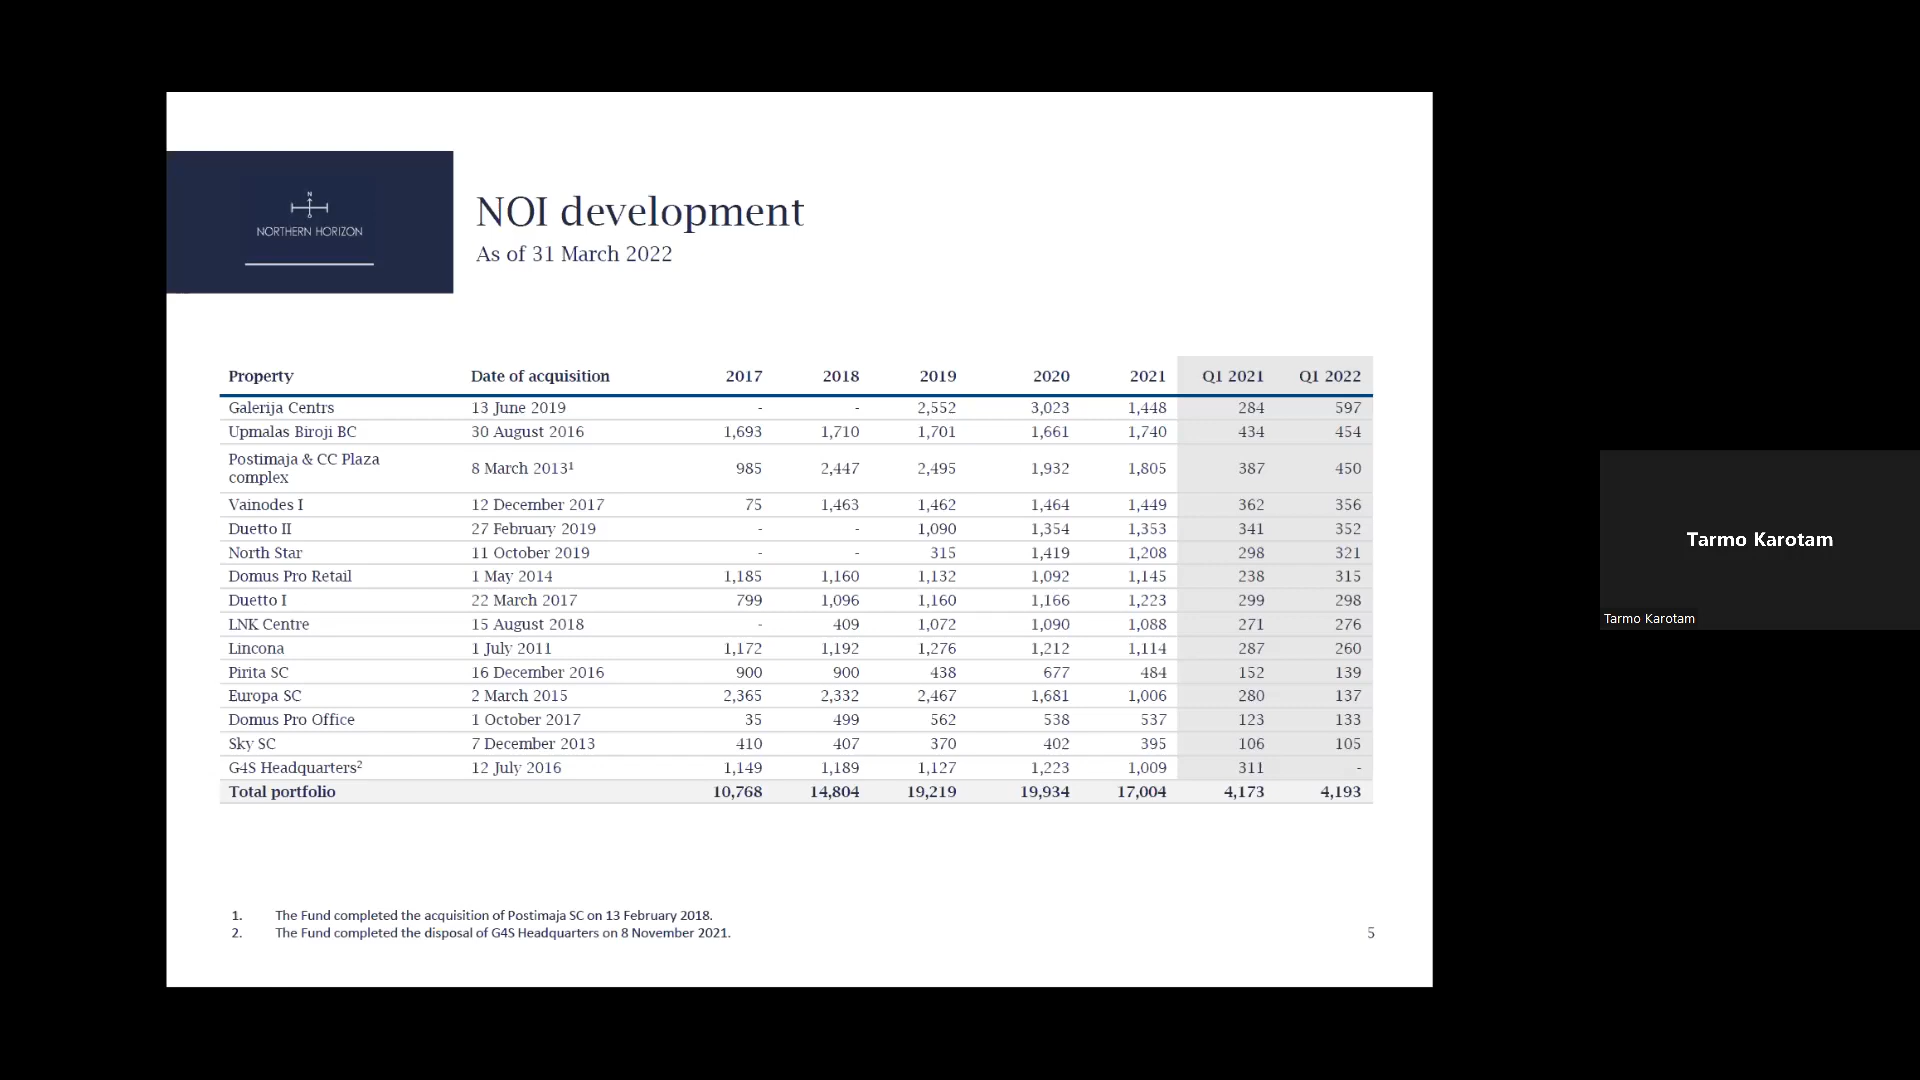 N
NORTHERN HORIZON
NOI development
As of 31 March 2022
Property Date of acquisition 2017 2018 2019 2020 2021 Q1 2021 Q1 2022
Galerija Centrs 13 June 2019 - - 2,552 3,023 1,448 284 597
Upmalas Biroji BC 30 August 2016 1,693 1,710 1,701 1,661 1,740 434 454
Postimaja & CC Plaza
complex 8 March 2013¹ 985 2,447 2,495 1,932 1,805 387 450
Vainodes I 12 December 2017 75 1,463 1,462 1,464 1,449 362 356
Duetto II 27 February 2019 - - 1,090 1,354 1,353 341 352
North Star 11 October 2019 - - 315 1,419 1,208 298 321
Domus Pro Retail 1 May 2014 1,185 1,160 1,132 1,092 1,145 238 315
Duetto I 22 March 2017 799 1,096 1,160 1,166 1,223 299 298
LNK Centre 15 August 2018 - 409 1,072 1,090 1,088 271 276
Lincona 1 July 2011 1,172 1,192 1,276 1,212 1,114 287 260
Pirita SC 16 December 2016 900 900 438 677 484 152 139
Europa SC 2 March 2015 2,365 2,332 2,467 1,681 1,006 280 137
Domus Pro Office 1 October 2017 35 499 562 538 537 123 133
Sky SC 7 December 2013 410 407 370 402 395 106 105
G4S Headquarters² 12 July 2016 1,149 1,189 1,127 1,223 1,009 311 -
Total portfolio 10,768 14,804 19,219 19,934 17,004 4,173 4,193
1. The Fund completed the acquisition of Postimaja SC on 13 February 2018.
2. The Fund completed the disposal of G4S Headquarters on 8 November 2021.
5
Tarmo Karotam
Tarmo Karotam